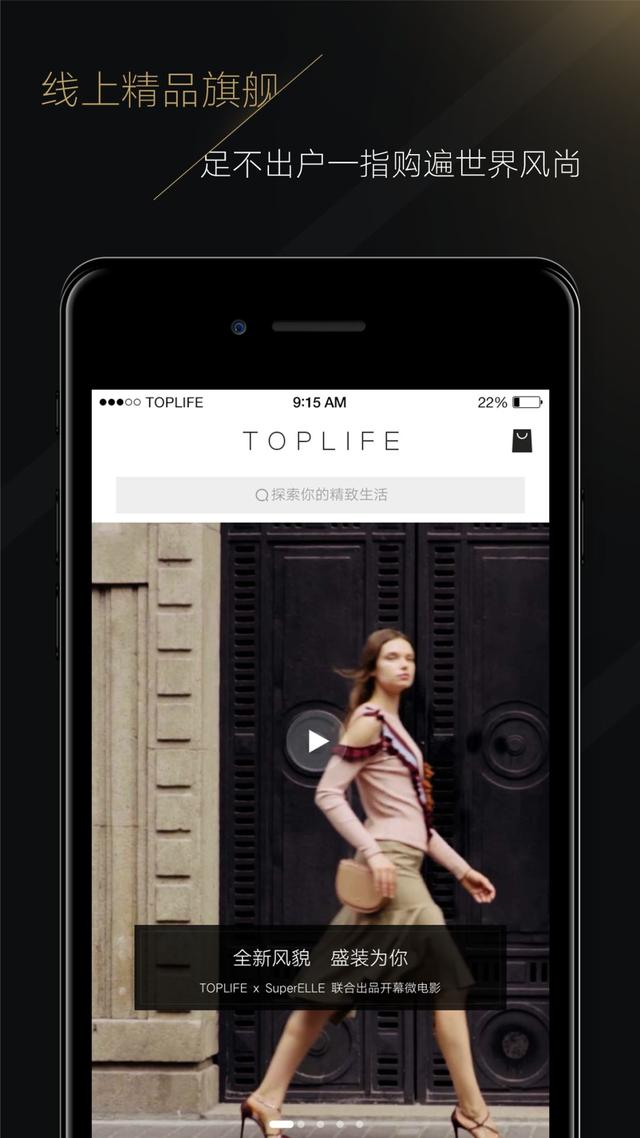 线上精品旗舰
足不出户一指购遍世界风尚
TOPLIFE 9:15 AM 22%
TOPLIFE
探索你的精致生活
全新风貌 盛装为你
TOPLIFE x SuperELLE 联合出品开幕微电影